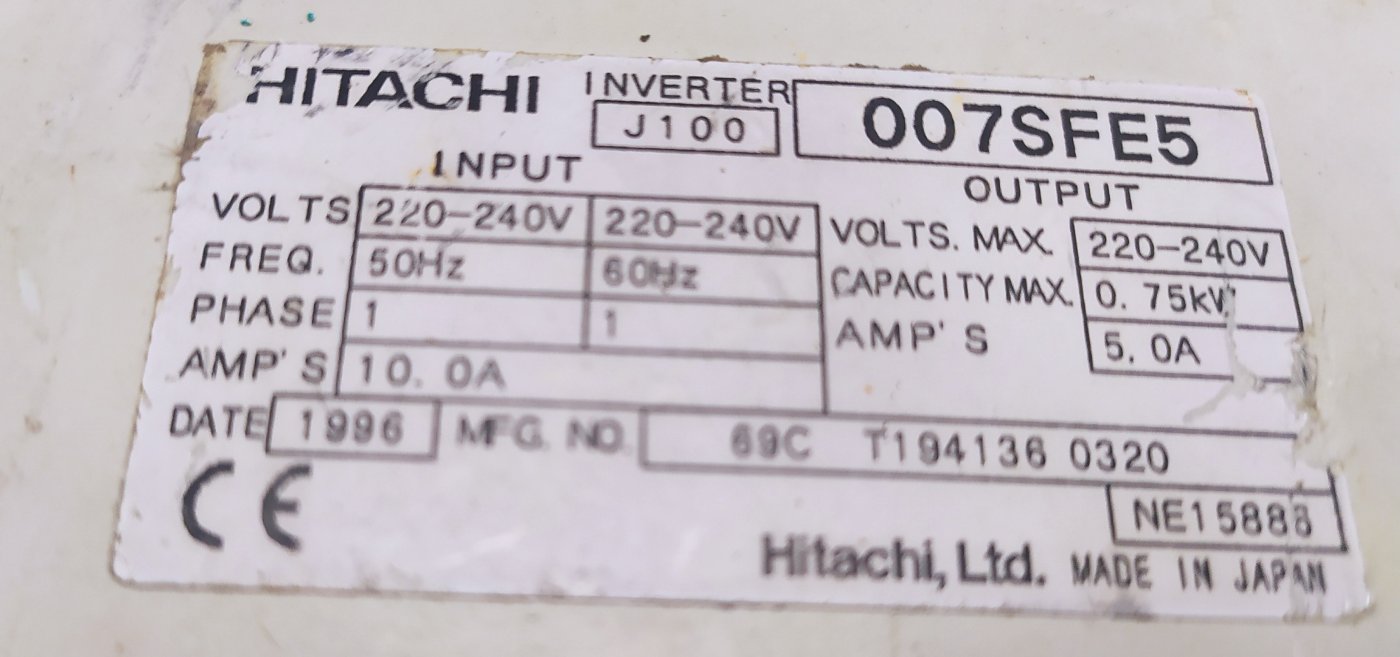 HITACHI INVERTER J100 007SFE5
INPUT
OUTPUT
VOLTS 220-240V 220-240V VOLTS. MAX. 220-240V
FREQ. 50Hz 60Hz CAPACITY MAX. 0. 75kW
PHASE 1 1 AMP'S 5. 0A
AMP'S 10. 0A
DATE 1996 MFG. NO. 69C T194136 0320
CE NE15888
Hitachi, Ltd. MADE IN JAPAN